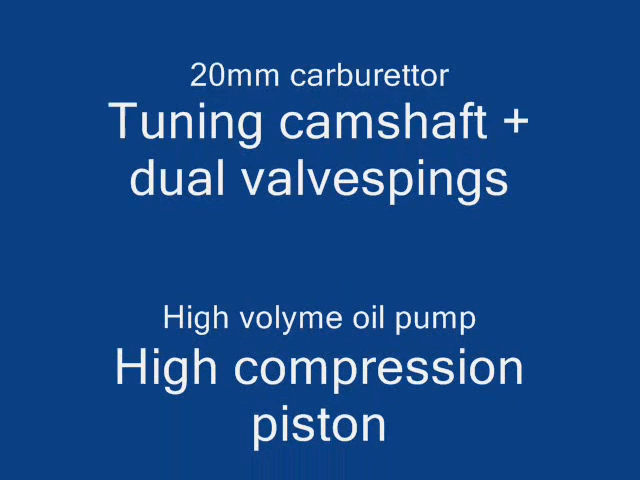 20mm carburettor
Tuning camshaft +
dual valvespings
High volyme oil pump
High compression
piston